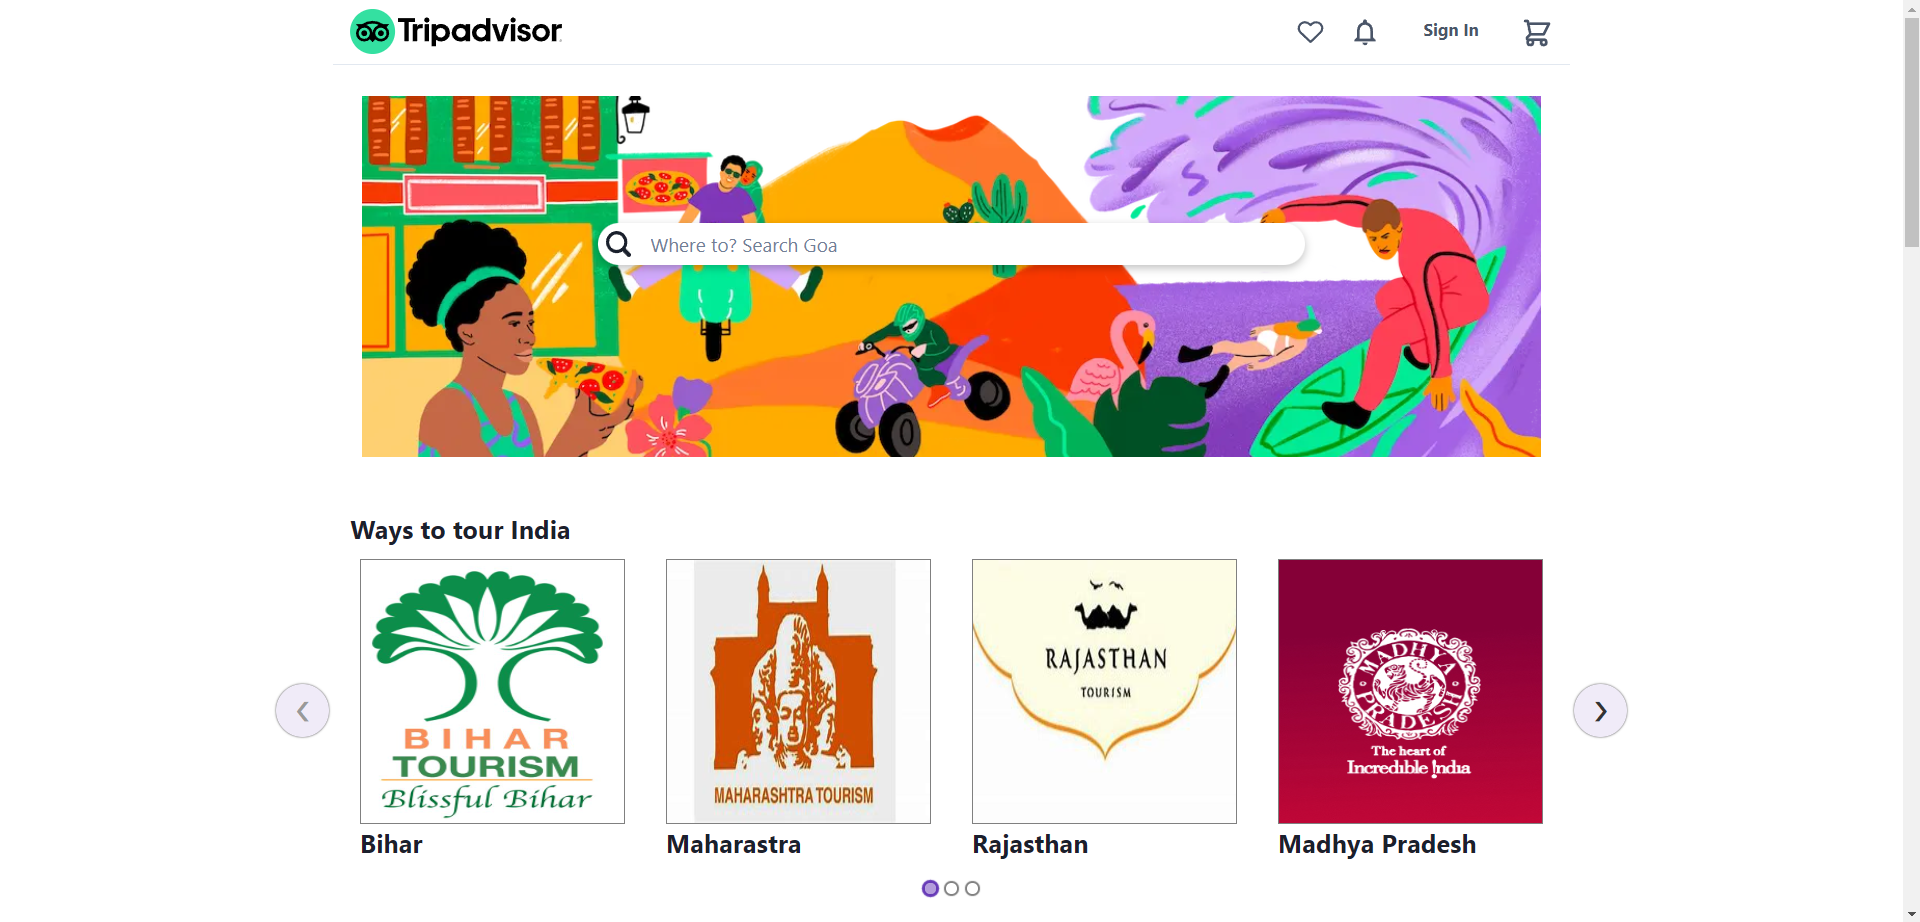 Tripadvisor
Sign In
Where to? Search Goa
Ways to tour India
BIHAR
TOURISM
Blissful Bihar
Bihar
MAHARASHTRA TOURISM
Maharastra
RAJASTHAN
TOURISM
Rajasthan
MADHYA
PRADESH
The heart of
Incredible !ndia
Madhya Pradesh